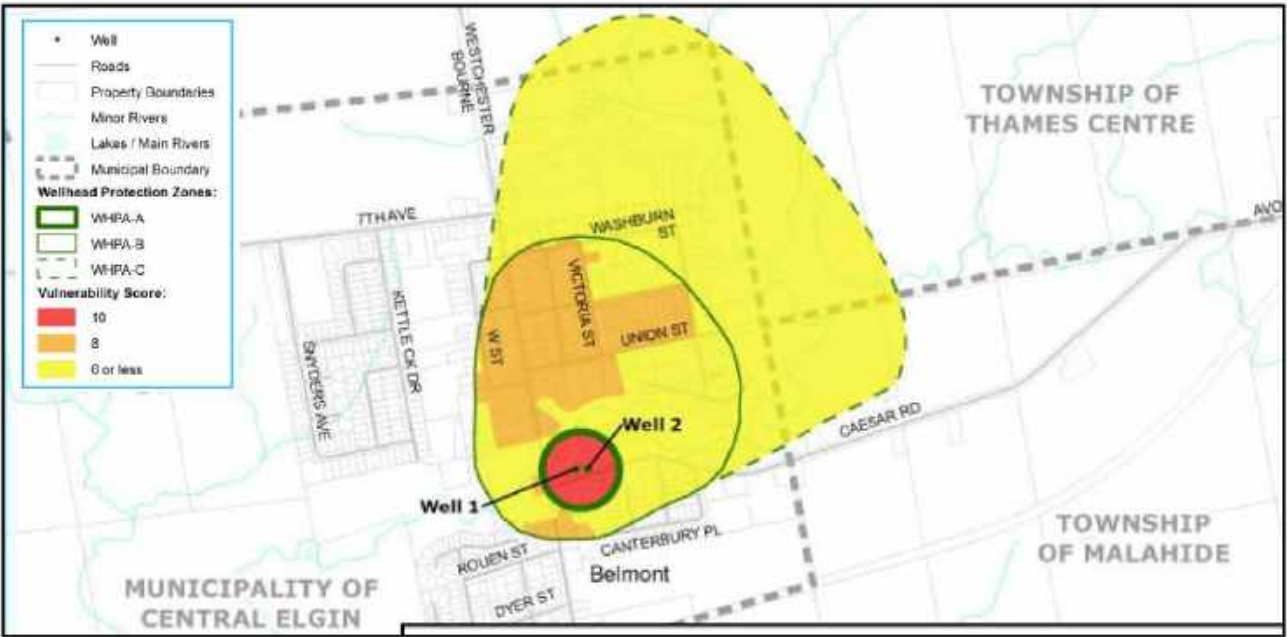 Well
Roads
Property Boundaries
Minor Rivers
Lakes / Main Rivers
Municipal Boundary
Wellhead Protection Zones:
WHPA-A
WHPA-B
WHPA-C
Vulnerability Score:
10
8
6 or less
WESTCHESTER
BOURNE
TOWNSHIP OF
THAMES CENTRE
7TH AVE
WASHBURN
ST
AVO
VICTORIA ST
KETTLE CK DR
UNION ST
W ST
SNYDERS AVE
CAESAR RD
Well 2
Well 1
TOWNSHIP
OF MALAHIDE
CANTERBURY PL
ROUEN ST
Belmont
MUNICIPALITY OF
CENTRAL ELGIN
DYER ST